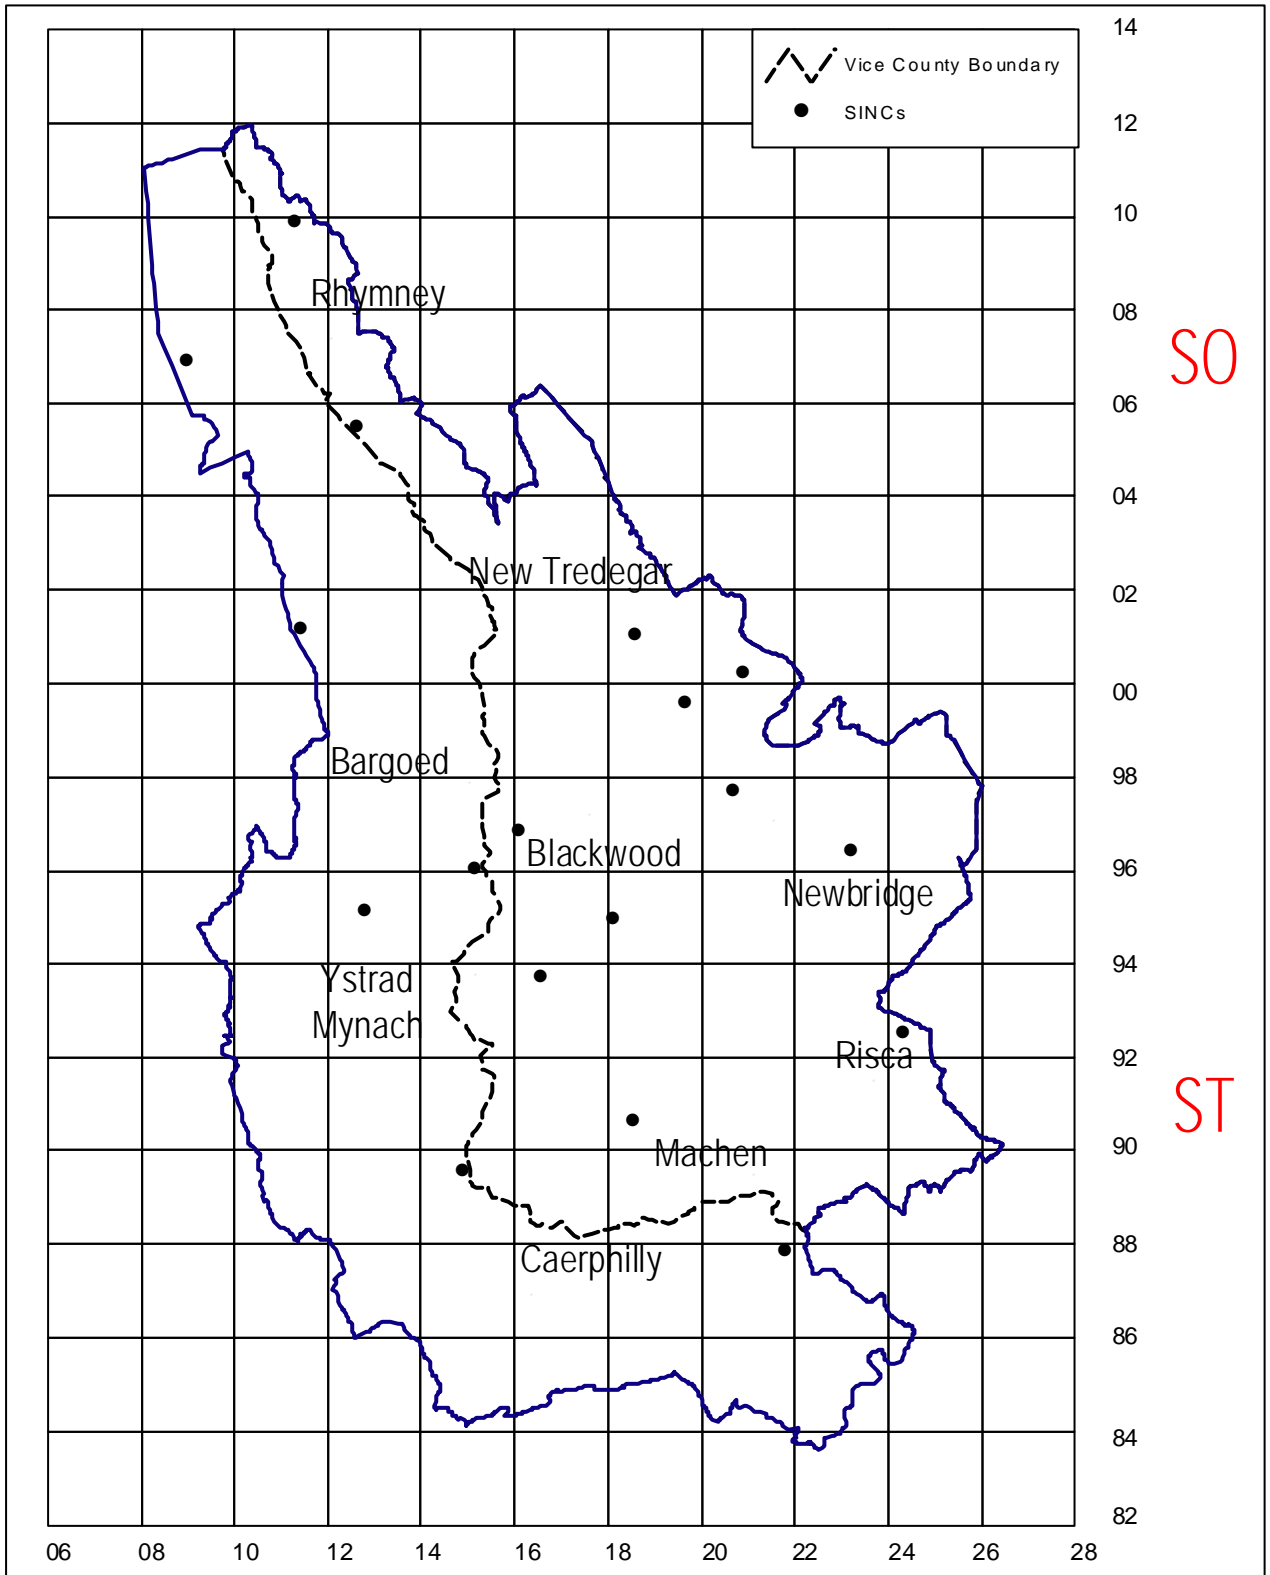 14
Vice County Boundary
SINCs
12
10
Rhymney
08
SO
06
04
New Tredegar
02
00
Bargoed
98
Blackwood
96
Newbridge
94
Ystrad
Mynach
Risca
92
ST
Machen
90
88
Caerphilly
86
84
82
06 08 10 12 14 16 18 20 22 24 26 28